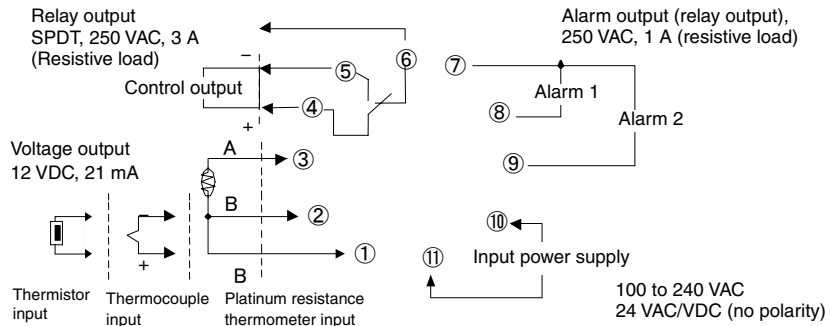 Relay output
SPDT, 250 VAC, 3 A
(Resistive load)
Alarm output (relay output),
250 VAC, 1 A (resistive load)
−
⑤
⑥
⑦
Control output
④
Alarm 1
⑧
Alarm 2
+
Voltage output
12 VDC, 21 mA
A
③
⑨
B
②
⑩
−
①
⑪
Input power supply
+
B
100 to 240 VAC
24 VAC/VDC (no polarity)
Thermistor
input
Thermocouple
input
Platinum resistance
thermometer input